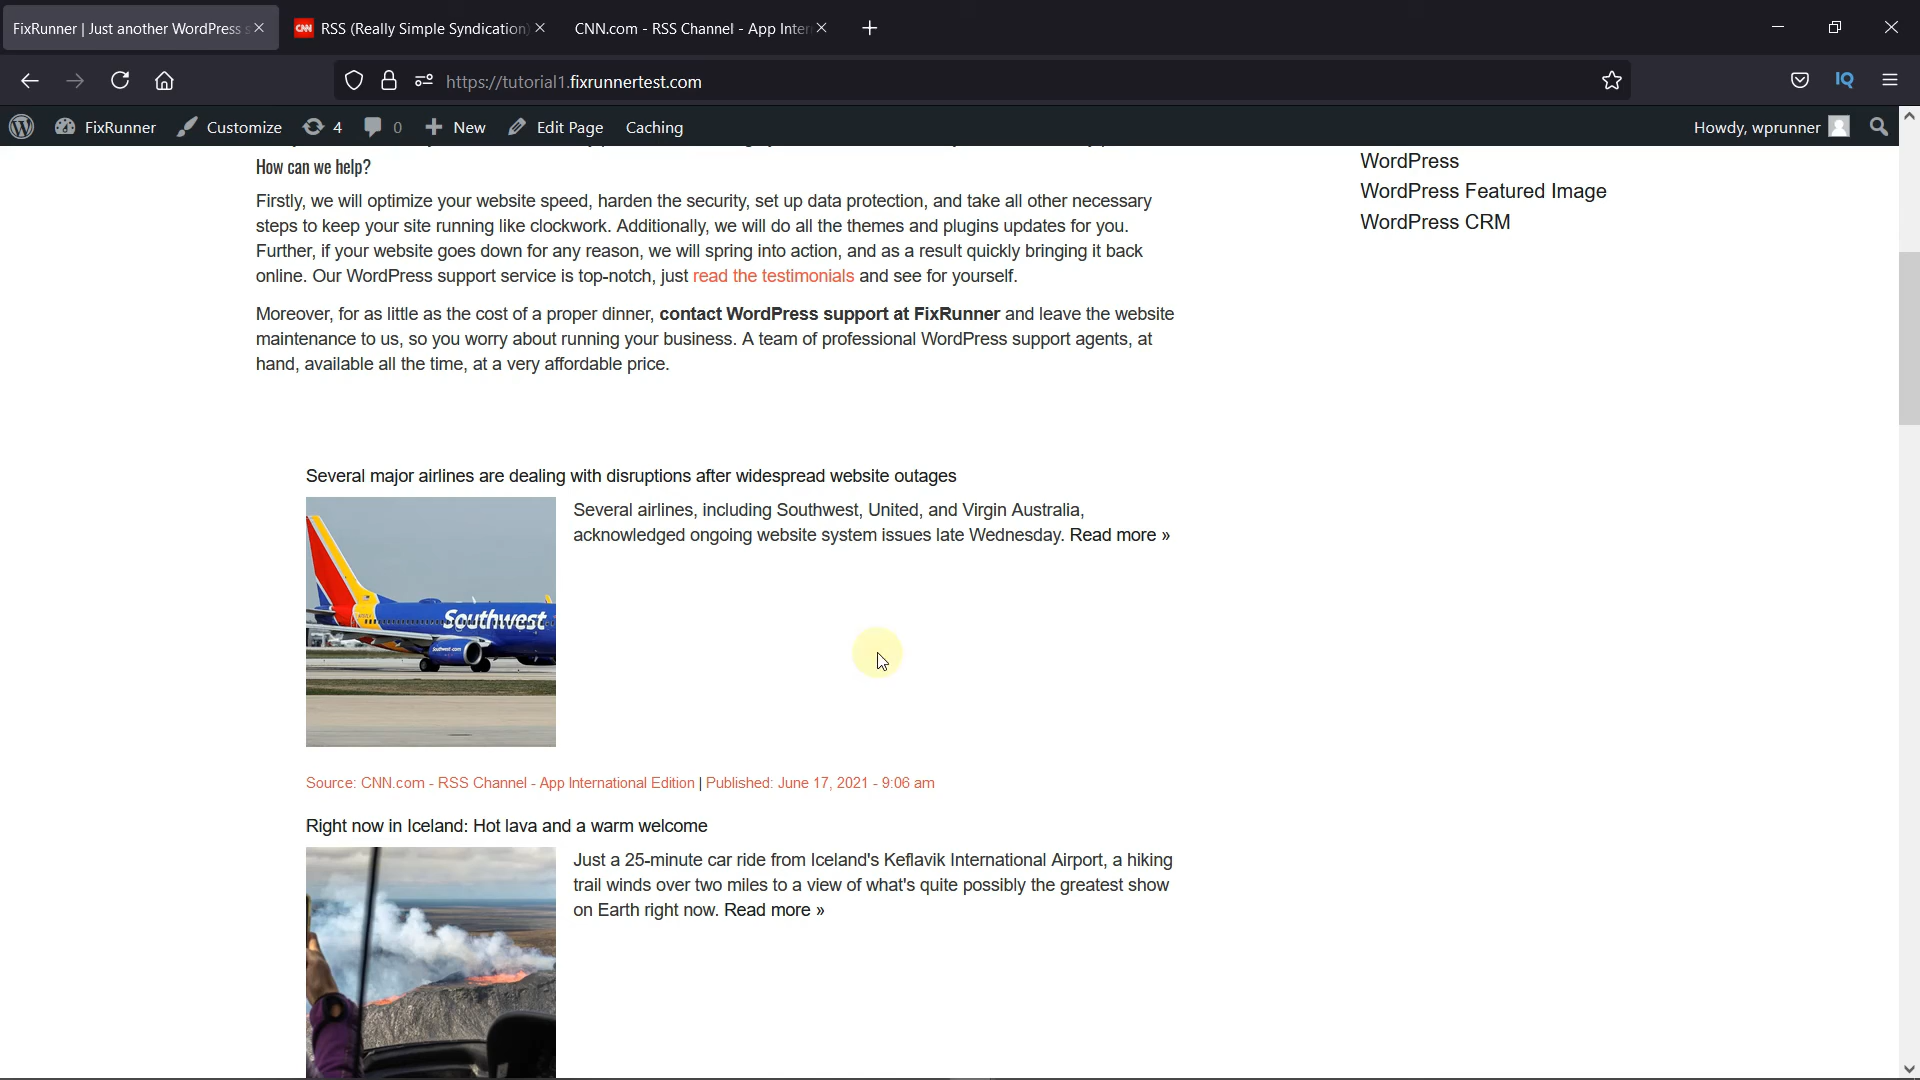 FixRunner | Just another WordPress s
RSS (Really Simple Syndication)
CNN.com - RSS Channel - App Inter
https://tutorial1.fixrunnertest.com
IQ
FixRunner
Customize
4
0
New
Edit Page
Caching
Howdy, wprunner
How can we help?
Firstly, we will optimize your website speed, harden the security, set up data protection, and take all other necessary
steps to keep your site running like clockwork. Additionally, we will do all the themes and plugins updates for you.
Further, if your website goes down for any reason, we will spring into action, and as a result quickly bringing it back
online. Our WordPress support service is top-notch, just read the testimonials and see for yourself.
Moreover, for as little as the cost of a proper dinner, contact WordPress support at FixRunner and leave the website
maintenance to us, so you worry about running your business. A team of professional WordPress support agents, at
hand, available all the time, at a very affordable price.
WordPress
WordPress Featured Image
WordPress CRM
Several major airlines are dealing with disruptions after widespread website outages
Several airlines, including Southwest, United, and Virgin Australia,
acknowledged ongoing website system issues late Wednesday. Read more »
Southwest
Source: CNN.com - RSS Channel - App International Edition | Published: June 17, 2021 - 9:06 am
Right now in Iceland: Hot lava and a warm welcome
Just a 25-minute car ride from Iceland's Keflavik International Airport, a hiking
trail winds over two miles to a view of what's quite possibly the greatest show
on Earth right now. Read more »